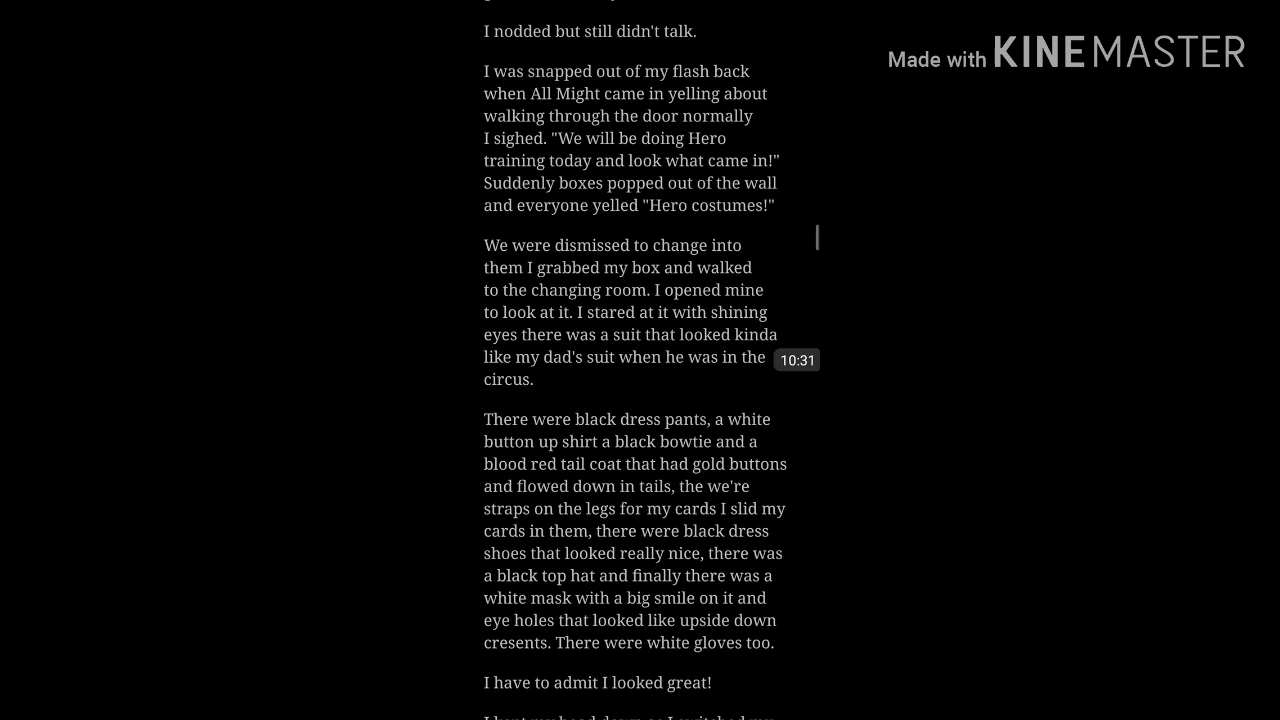 I nodded but still didn't talk.
Made with KINEMASTER
I was snapped out of my flash back
when All Might came in yelling about
walking through the door normally
I sighed. "We will be doing Hero
training today and look what came in!"
Suddenly boxes popped out of the wall
and everyone yelled "Hero costumes!"
We were dismissed to change into
them I grabbed my box and walked
to the changing room. I opened mine
to look at it. I stared at it with shining
eyes there was a suit that looked kinda
like my dad's suit when he was in the
10:31
circus.
There were black dress pants, a white
button up shirt a black bowtie and a
blood red tail coat that had gold buttons
and flowed down in tails, the we're
straps on the legs for my cards I slid my
cards in them, there were black dress
shoes that looked really nice, there was
a black top hat and finally there was a
white mask with a big smile on it and
eye holes that looked like upside down
cresents. There were white gloves too.
I have to admit I looked great!